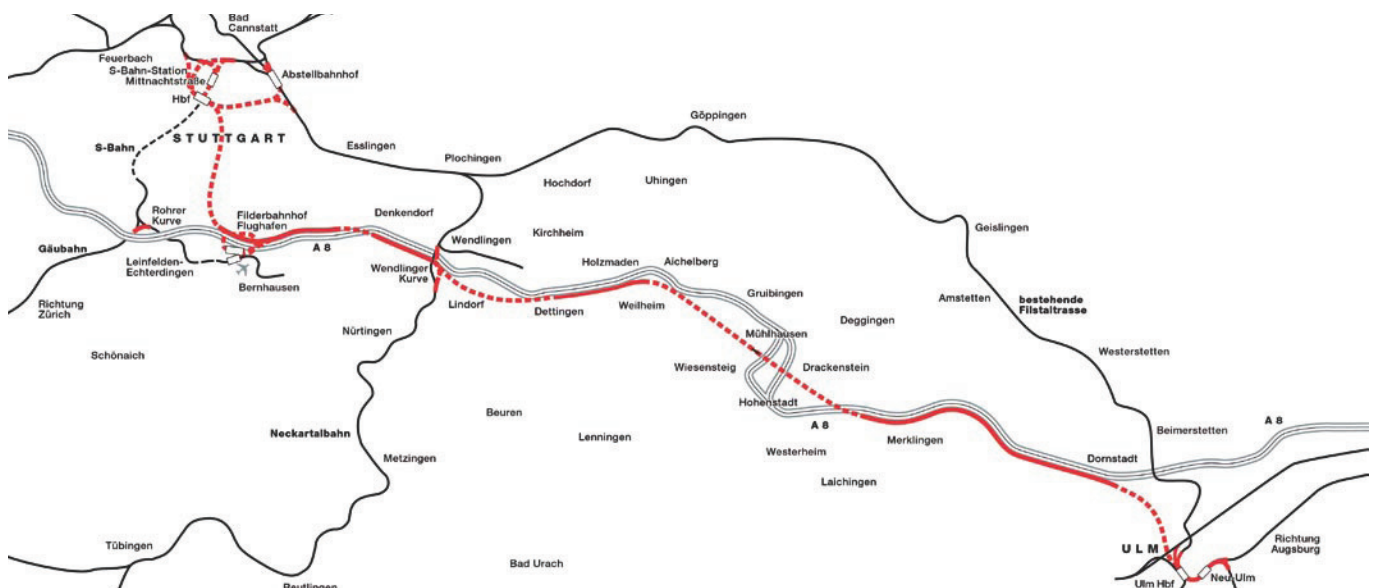 Bad
Cannstatt
Feuerbach
S-Bahn-Station
Mittnachtstraße
Abstellbahnhof
Hbf
STUTTGART
S-Bahn
Esslingen
Plochingen
Göppingen
Hochdorf
Uhingen
Rohrer
Kurve
Filderbahnhof
Flughafen
Denkendorf
Kirchheim
Geislingen
Gäubahn
A 8
Wendlingen
Leinfelden-
Echterdingen
Bernhausen
Wendlinger
Kurve
Holzmaden
Aichelberg
Lindorf
Dettingen
Weilheim
Gruibingen
Amstetten
bestehende
Filstaltrasse
Richtung
Zürich
Nürtingen
Mühlhausen
Deggingen
Schönaich
Wiesensteig
Drackenstein
Westerstetten
Hohenstadt
Beuren
A 8
Merklingen
Beimerstetten
A 8
Neckartalbahn
Lenningen
Westerheim
Metzingen
Dornstadt
Laichingen
Tübingen
Bad Urach
ULM
Richtung
Augsburg
Reutlingen
Ulm Hbf
Neu-Ulm